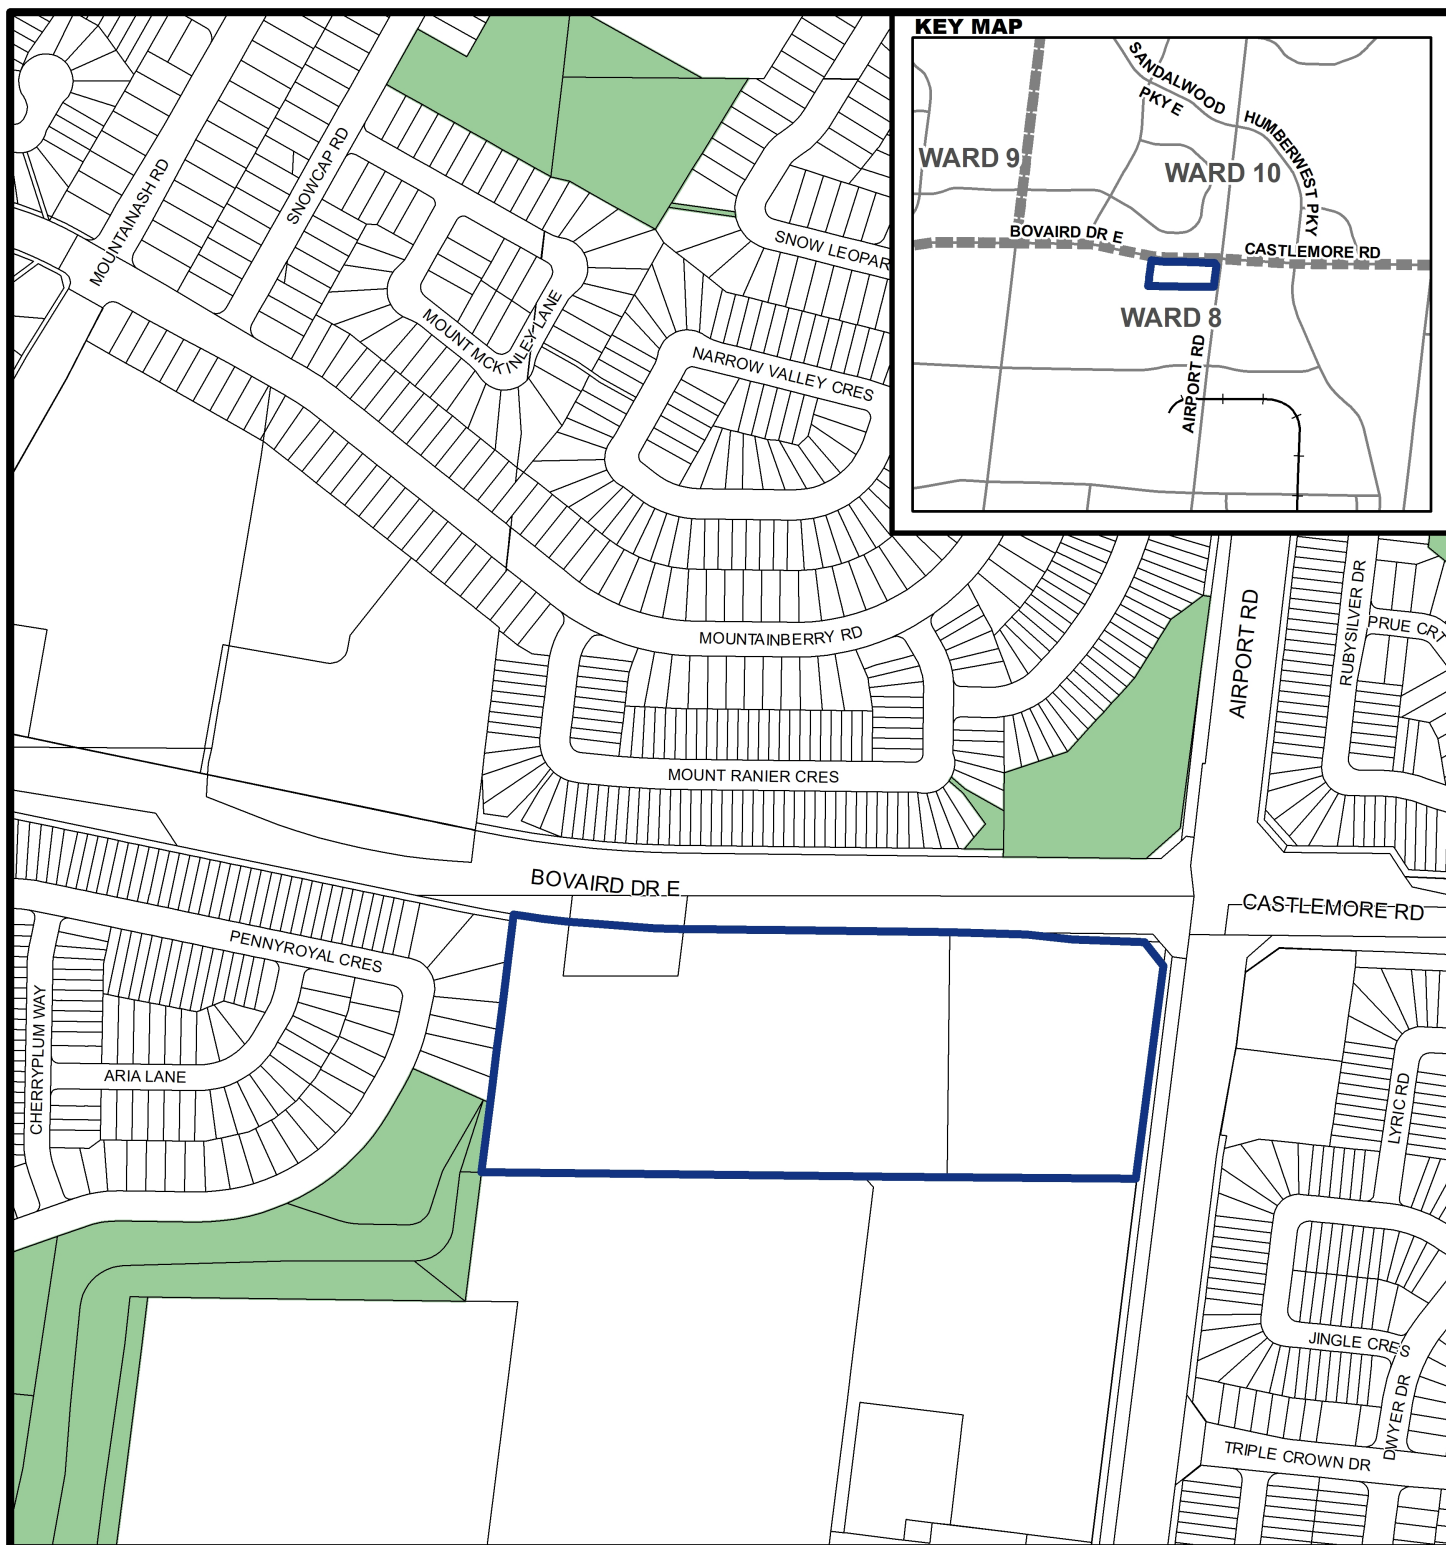 KEY MAP
SANDALWOOD
PKY E
HUMBERWEST PKY
WARD 9
WARD 10
BOVAIRD DR E
CASTLEMORE RD
WARD 8
AIRPORT RD
MOUNTAINASH RD
SNOWCAP RD
SNOW LEOPAR
MOUNT MCKINLEY LANE
NARROW VALLEY CRES
MOUNTAINBERRY RD
AIRPORT RD
RUBYSILVER DR
PRUE CRT
MOUNT RANIER CRES
BOVAIRD DR E
CASTLEMORE RD
PENNYROYAL CRES
CHERRYPLUM WAY
ARIA LANE
LYRIC RD
JINGLE CRES
DWYER DR
TRIPLE CROWN DR